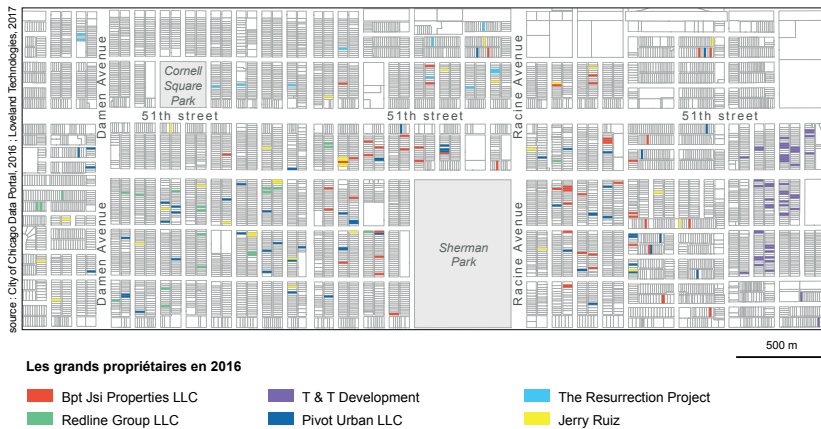 source : City of Chicago Data Portal, 2016 ; Loveland Technologies, 2017
Damen Avenue
Cornell
Square
Park
Racine Avenue
51th street
51th street
51th street
Damen Avenue
Sherman
Park
Racine Avenue
500 m
Les grands propriétaires en 2016
Bpt Jsi Properties LLC
T & T Development
The Resurrection Project
Redline Group LLC
Pivot Urban LLC
Jerry Ruiz